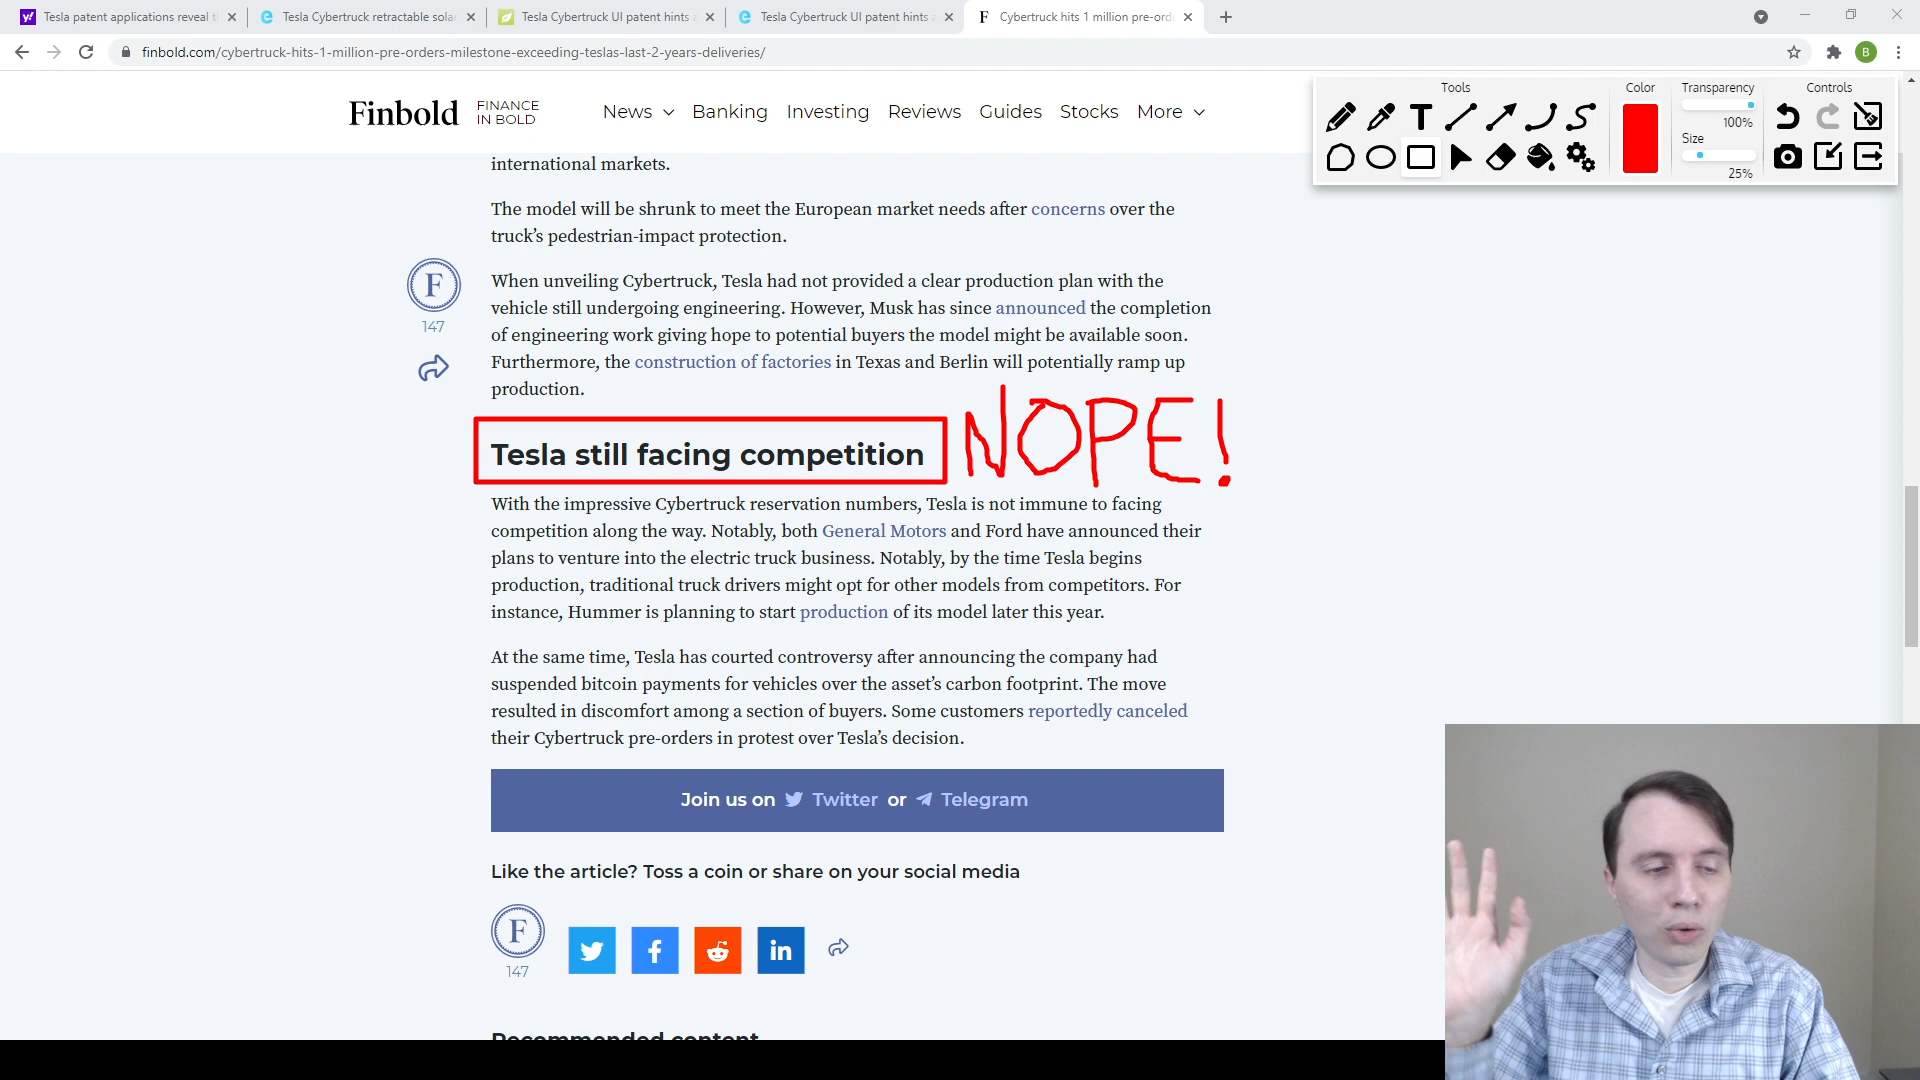 Tesla patent applications reveal t
Tesla Cybertruck retractable sola
Tesla Cybertruck UI patent hints a
Tesla Cybertruck UI patent hints a
F Cybertruck hits 1 million pre-ord
finbold.com/cybertruck-hits-1-million-pre-orders-milestone-exceeding-teslas-last-2-years-deliveries/
B
Tools
Color
Transparency
100%
Size
25%
Controls
T
Finbold
FINANCE
IN BOLD
News
Banking
Investing
Reviews
Guides
Stocks
More
international markets.
The model will be shrunk to meet the European market needs after concerns over the
truck’s pedestrian-impact protection.
F
147
When unveiling Cybertruck, Tesla had not provided a clear production plan with the
vehicle still undergoing engineering. However, Musk has since announced the completion
of engineering work giving hope to potential buyers the model might be available soon.
Furthermore, the construction of factories in Texas and Berlin will potentially ramp up
production.
Tesla still facing competition
NOPE!
With the impressive Cybertruck reservation numbers, Tesla is not immune to facing
competition along the way. Notably, both General Motors and Ford have announced their
plans to venture into the electric truck business. Notably, by the time Tesla begins
production, traditional truck drivers might opt for other models from competitors. For
instance, Hummer is planning to start production of its model later this year.
At the same time, Tesla has courted controversy after announcing the company had
suspended bitcoin payments for vehicles over the asset’s carbon footprint. The move
resulted in discomfort among a section of buyers. Some customers reportedly canceled
their Cybertruck pre-orders in protest over Tesla’s decision.
Join us on Twitter or Telegram
Like the article? Toss a coin or share on your social media
F
147
f
in
Recommended content